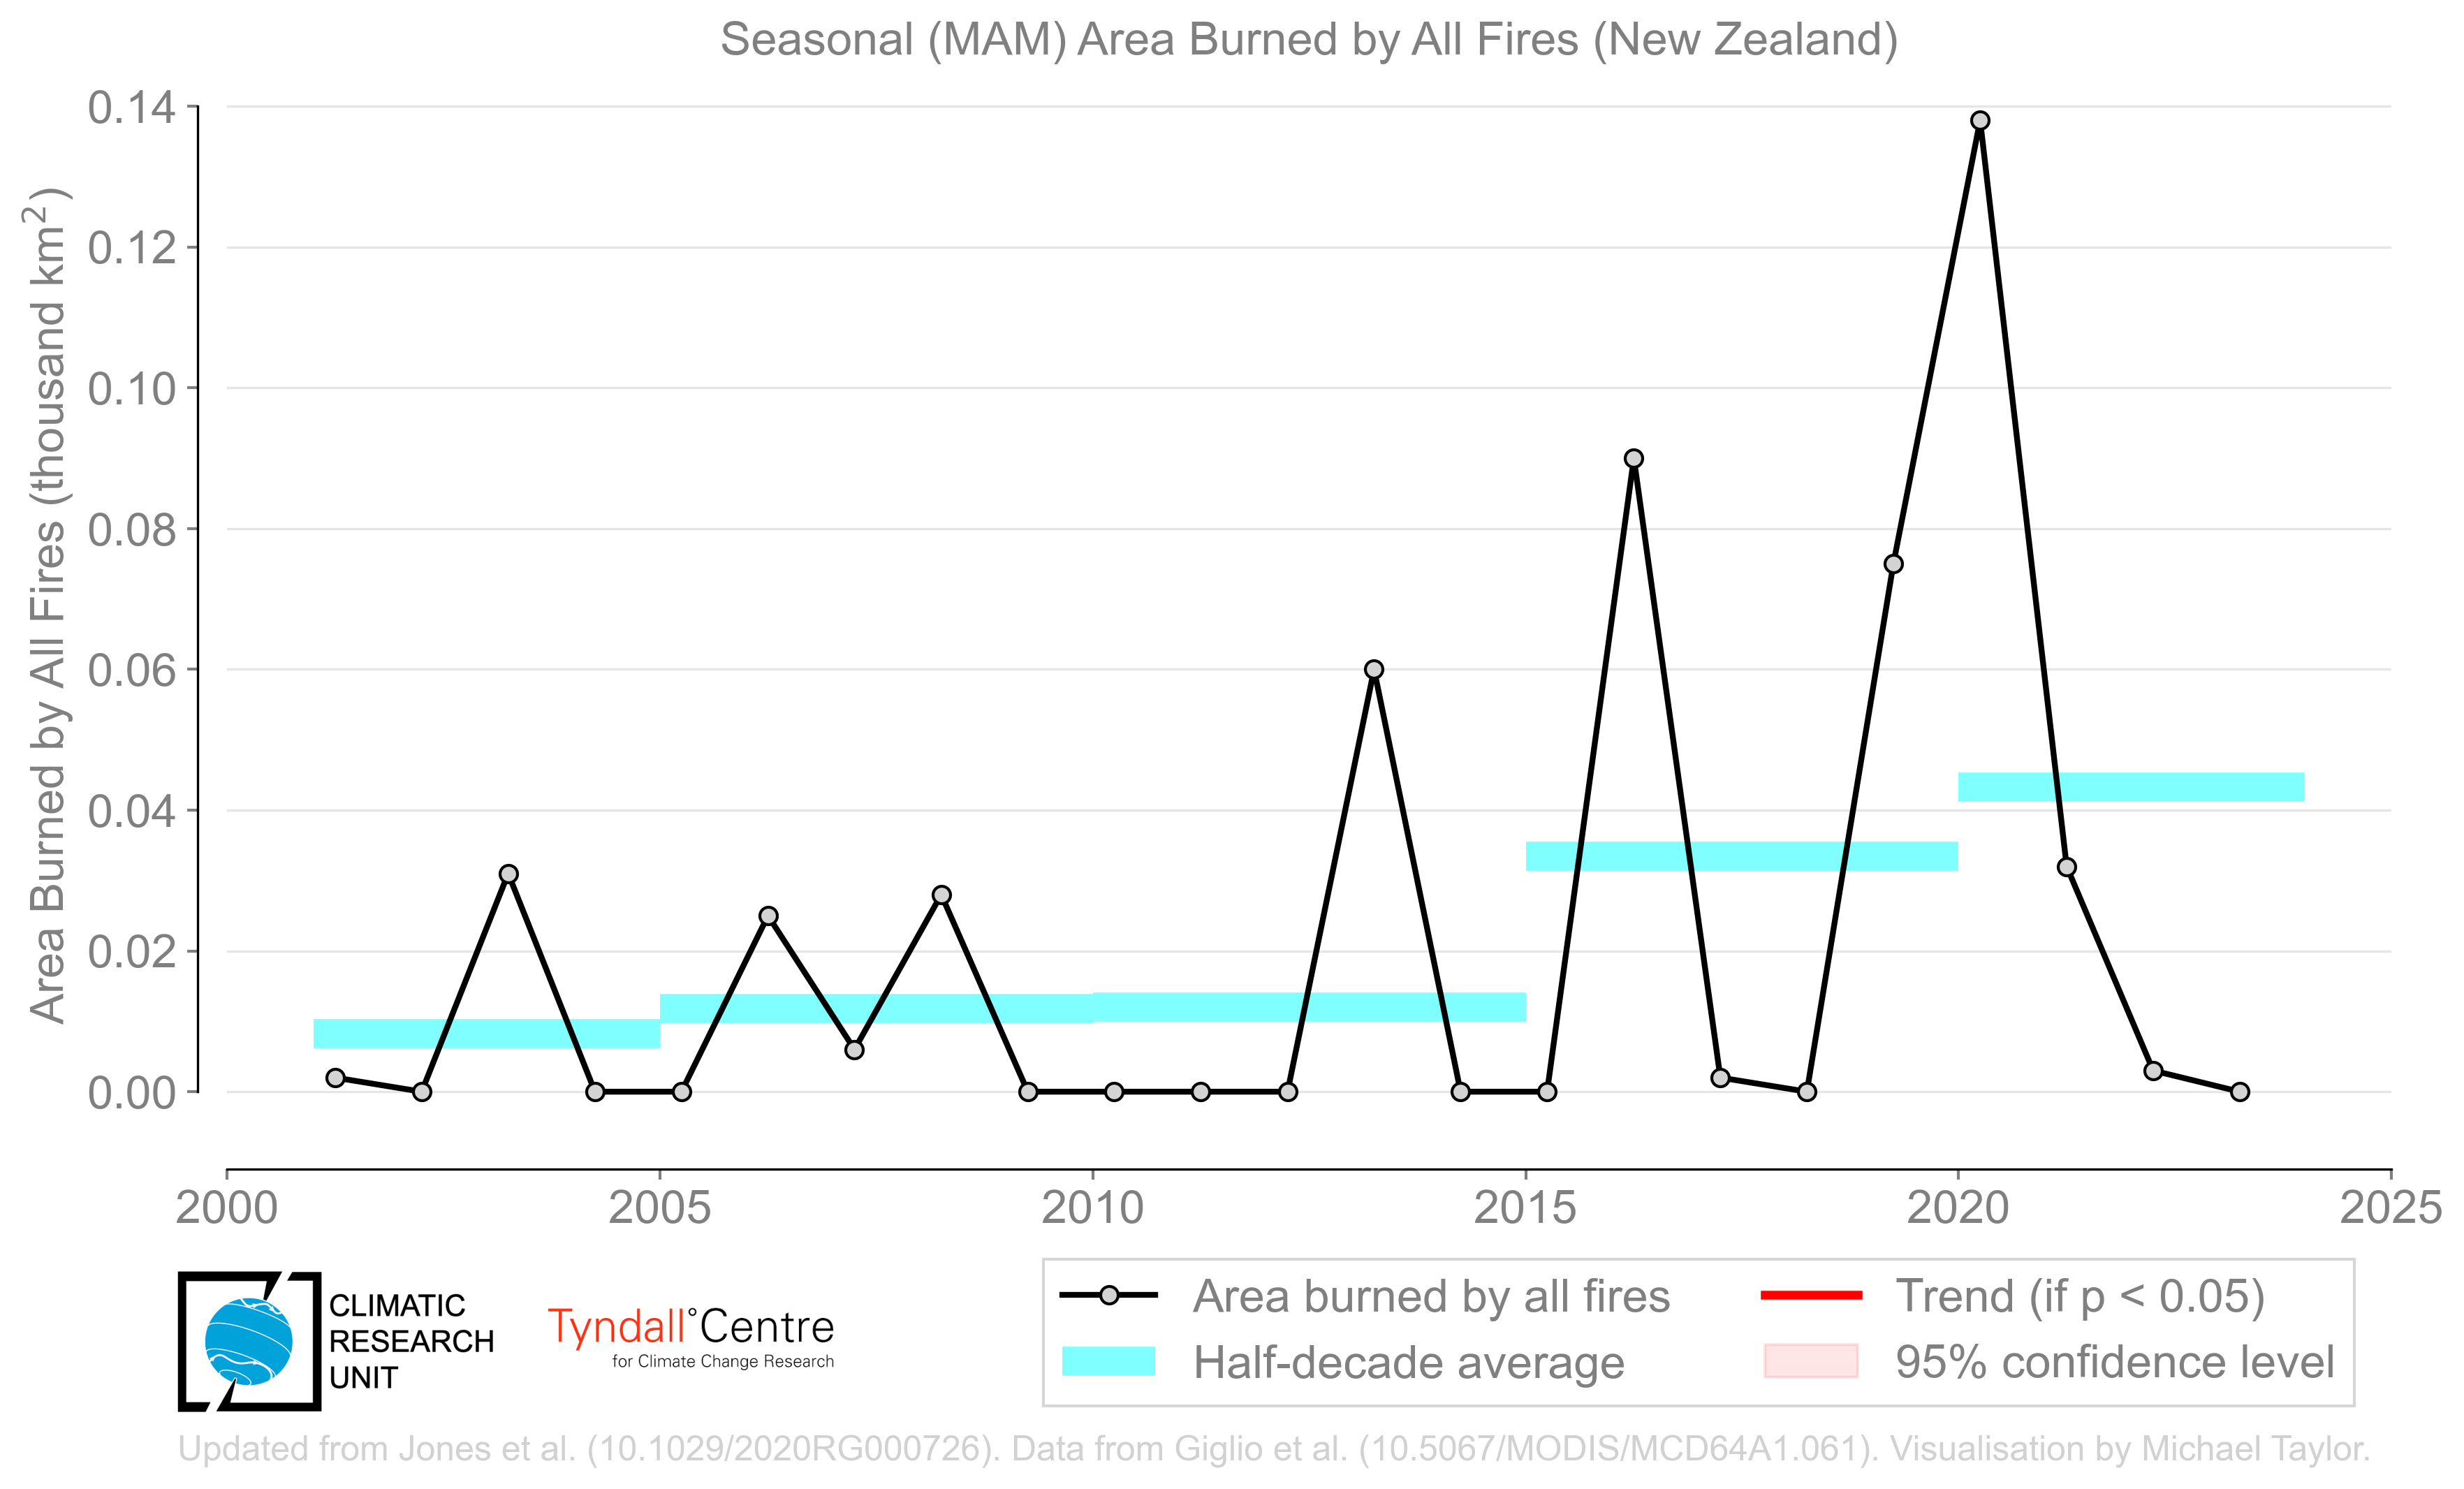 Seasonal (MAM) Area Burned by All Fires (New Zealand)
Area Burned by All Fires (thousand km²)
0.14
0.12
0.10
0.08
0.06
0.04
0.02
0.00
2000 2005 2010 2015 2020 2025
CLIMATIC
RESEARCH
UNIT
Tyndall°Centre
for Climate Change Research
Area burned by all fires
Half-decade average
Trend (if p < 0.05)
95% confidence level
Updated from Jones et al. (10.1029/2020RG000726). Data from Giglio et al. (10.5067/MODIS/MCD64A1.061). Visualisation by Michael Taylor.